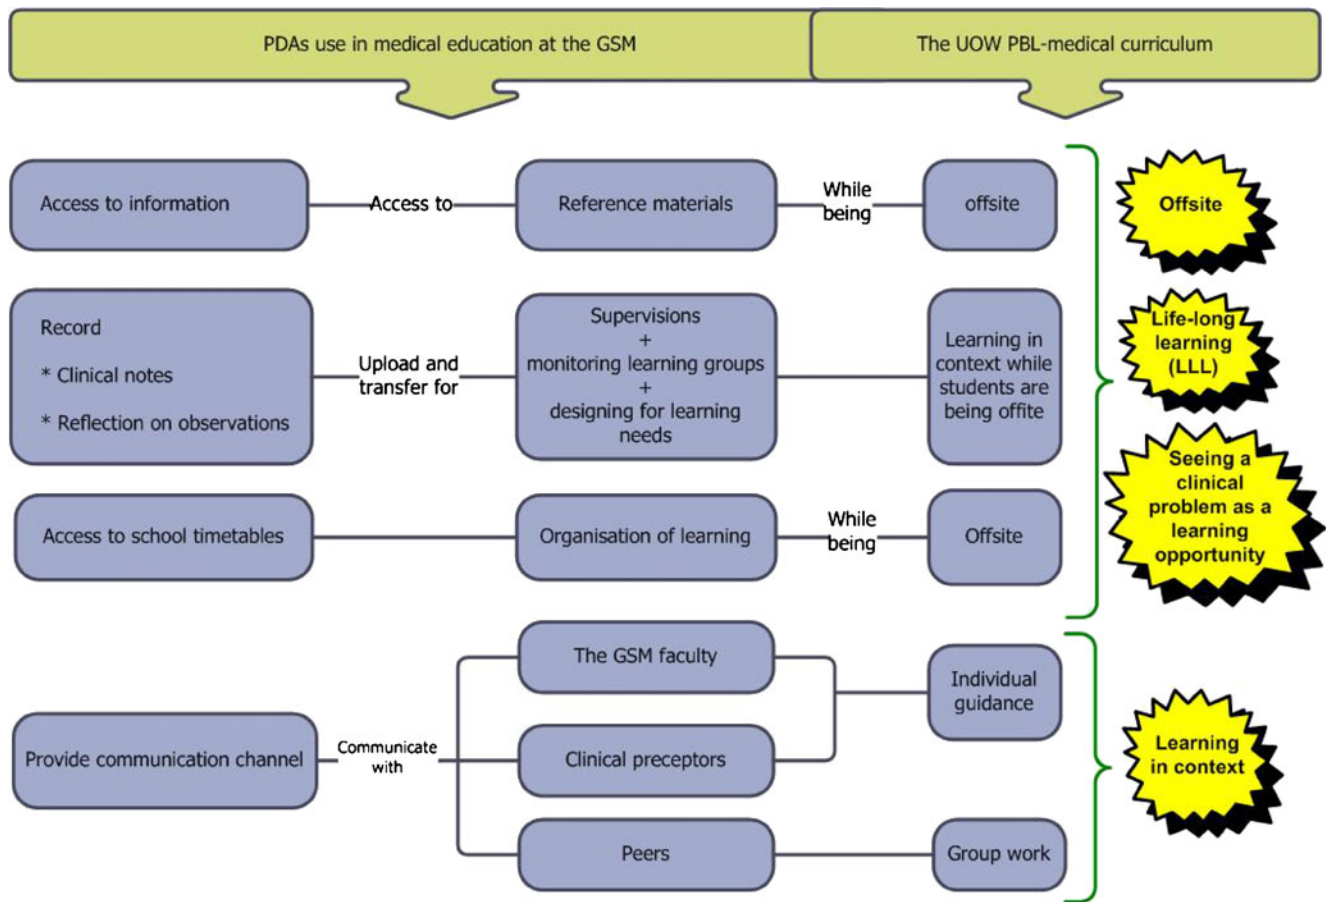 PDAs use in medical education at the GSM
The UOW PBL-medical curriculum
Access to information
Access to
Reference materials
While
being
offsite
Offsite
Record
* Clinical notes
* Reflection on observations
Upload and
transfer for
Supervisions
+
monitoring learning groups
+
designing for learning
needs
Learning in
context while
students are
being offite
Life-long
learning
(LLL)
Access to school timetables
Organisation of learning
While
being
Offsite
Seeing a
clinical
problem as a
learning
opportunity
Provide communication channel
Communicate
with
The GSM faculty
Clinical preceptors
Peers
Individual
guidance
Group work
Learning
in context